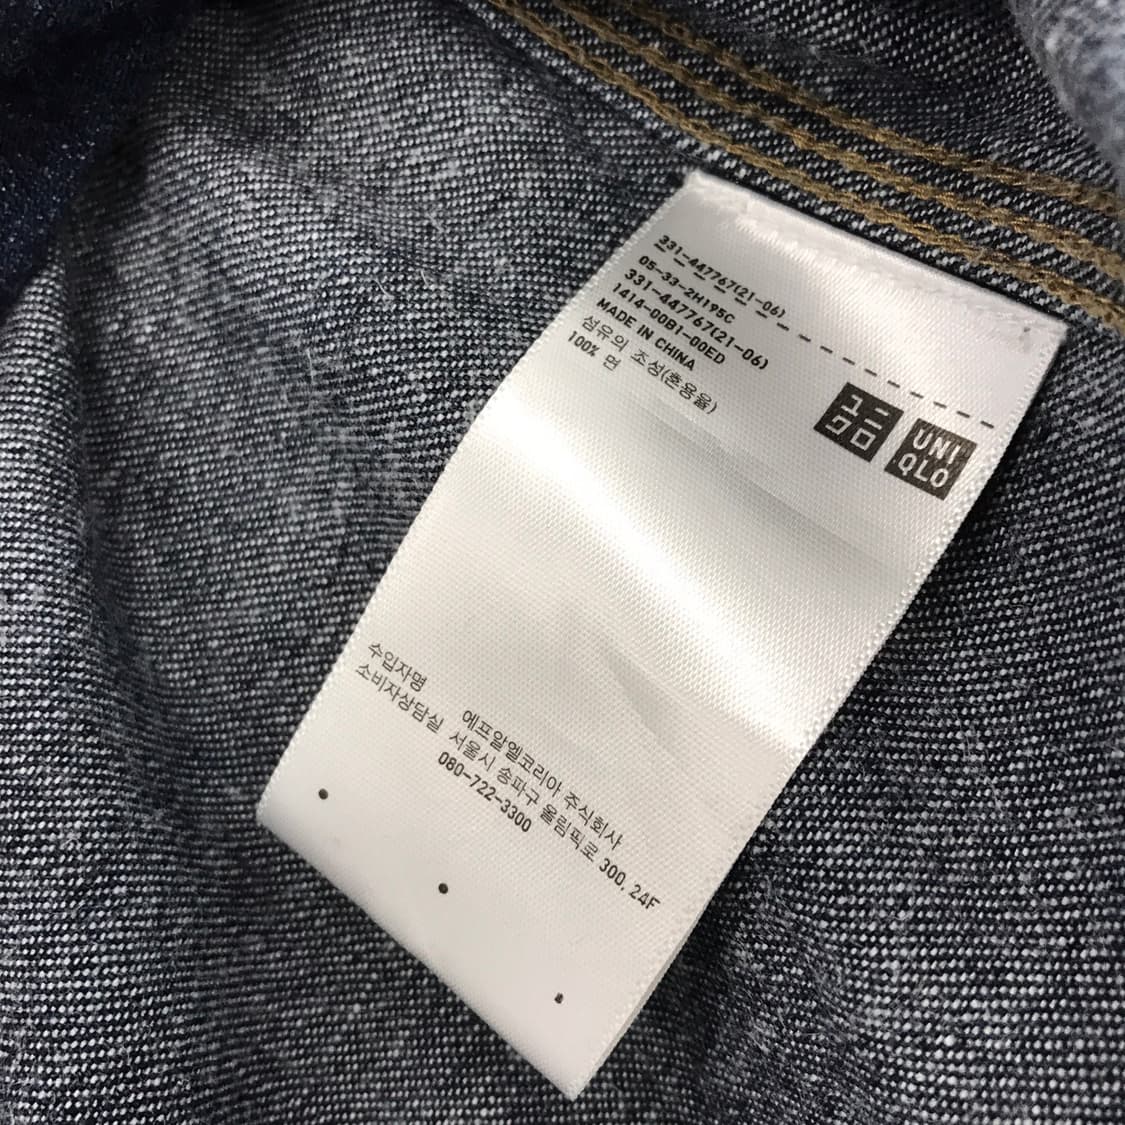 331-447767(21-06)
05-33-2H195C
331-447767(21-06)
1414-00B1-00ED
MADE IN CHINA
섬유의 조성(혼용율)
100% 면
ユニ
クロ
UNI
QLO
수입자명 에프알엘코리아 주식회사
소비자상담실 서울시 송파구 올림픽로 300, 24F
080-722-3300